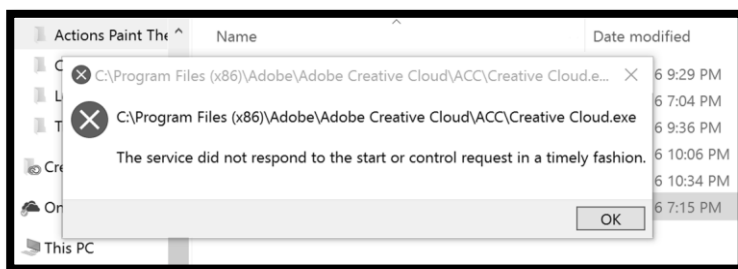 Actions Paint The
Name
Date modified
C:\Program Files (x86)\Adobe\Adobe Creative Cloud\ACC\Creative Cloud.e...
6 9:29 PM
C:\Program Files (x86)\Adobe\Adobe Creative Cloud\ACC\Creative Cloud.exe
6 7:04 PM
6 9:36 PM
The service did not respond to the start or control request in a timely fashion.
6 10:06 PM
Cre
6 10:34 PM
On
OK
6 7:15 PM
This PC